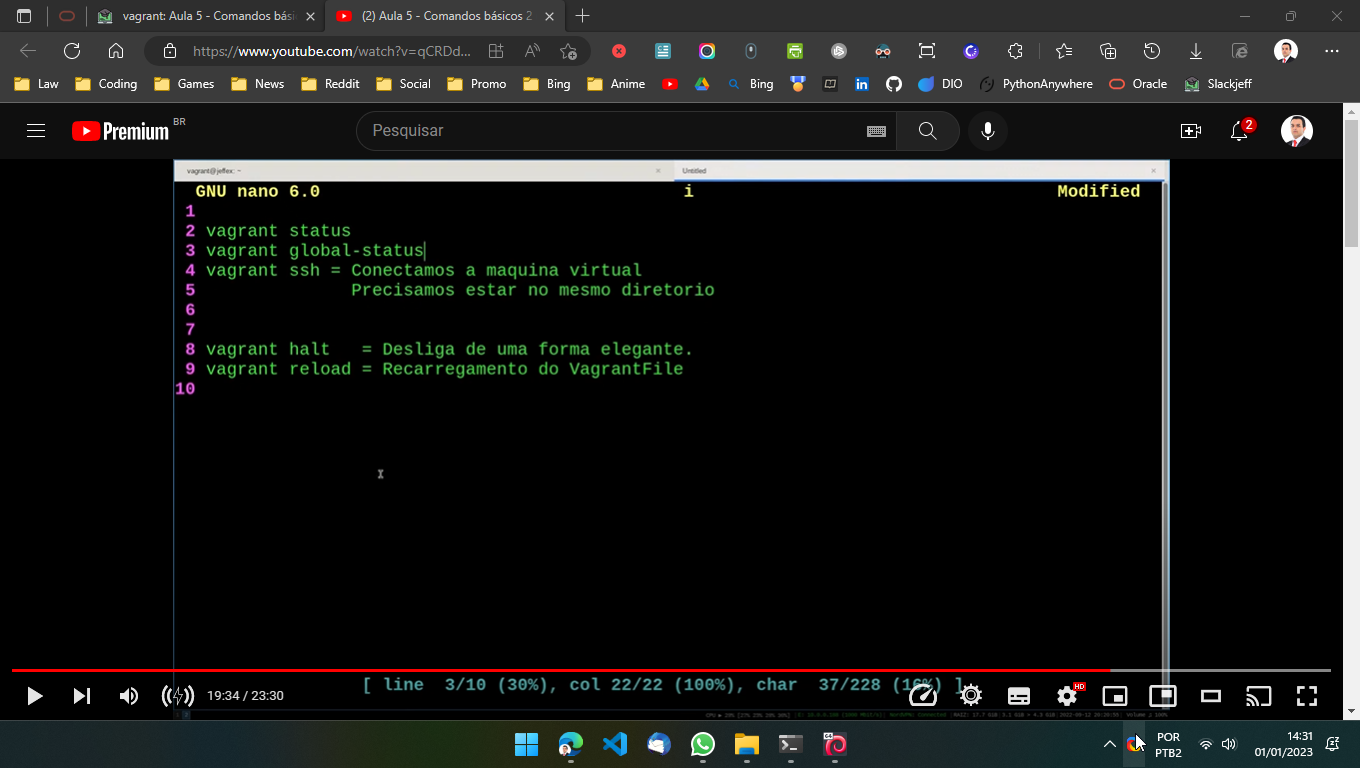 vagrant: Aula 5 - Comandos bási
(2) Aula 5 - Comandos básicos 2
https://www.youtube.com/watch?v=qCRDd...
Law Coding Games News Reddit Social Promo Bing Anime Bing DIO PythonAnywhere Oracle Slackjeff
Premium BR
Pesquisar
2
vagrant@jeffex: ~
Untitled
GNU nano 6.0 i Modified
1
2 vagrant status
3 vagrant global-status
4 vagrant ssh = Conectamos a maquina virtual
5 Precisamos estar no mesmo diretorio
6
7
8 vagrant halt = Desliga de uma forma elegante.
9 vagrant reload = Recarregamento do VagrantFile
10
[ line 3/10 (30%), col 22/22 (100%), char 37/228 (16%) ]
19:34 / 23:30
HD
POR
PTB2
14:31
01/01/2023